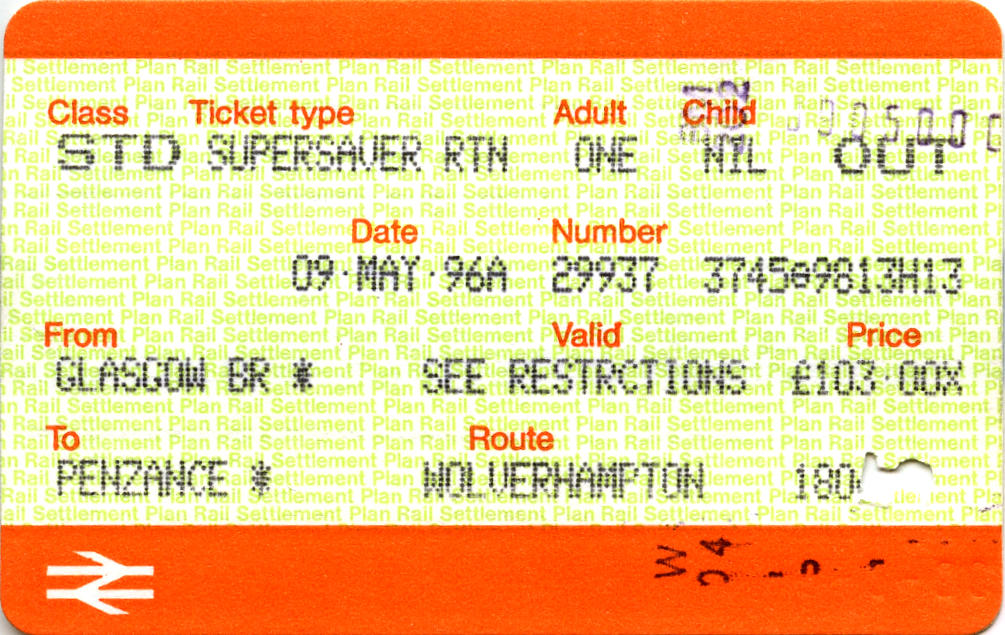 Class Ticket type Adult Child
STD SUPERSAVER RTN ONE NIL OUT
Date Number
09·MAY·96A 29937 3745@9813H13
From Valid Price
GLASGOW BR * SEE RESTRCTIONS £103·00X
To Route
PENZANCE * WOLVERHAMPTON 180